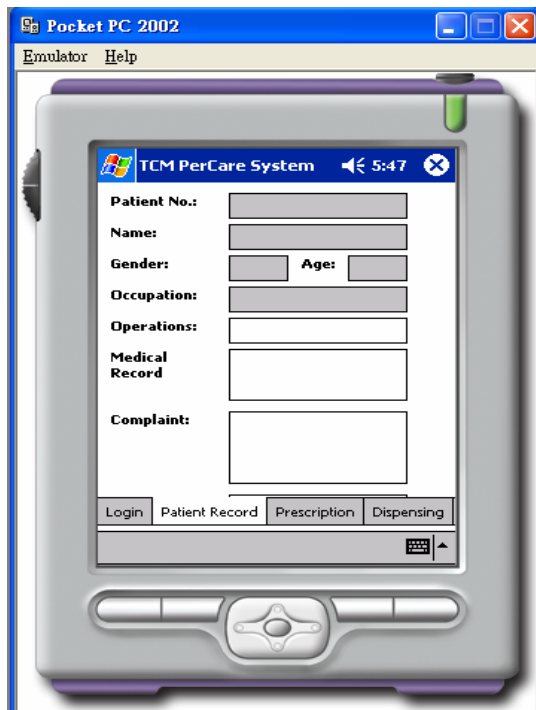 Pocket PC 2002
Emulator Help
TCM PerCare System 5:47
Patient No.:
Name:
Gender: Age:
Occupation:
Operations:
Medical
Record
Complaint:
Login Patient Record Prescription Dispensing